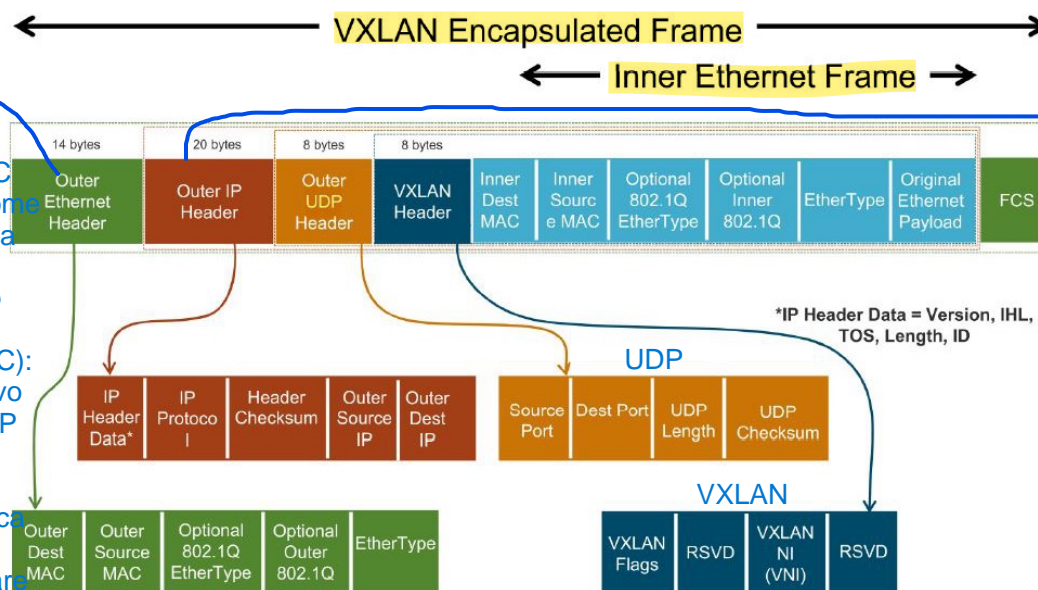 VXLAN Encapsulated Frame
Inner Ethernet Frame
14 bytes
20 bytes
8 bytes
8 bytes
Outer
Ethernet
Header
Outer IP
Header
Outer
UDP
Header
VXLAN
Header
Inner
Dest
MAC
Inner
Sourc
e MAC
Optional
802.1Q
EtherType
Optional
Inner
802.1Q
EtherType
Original
Ethernet
Payload
FCS
C
ome
a
o
C):
vo
P
ca
are
*IP Header Data = Version, IHL,
TOS, Length, ID
IP
Header
Data*
IP
Protoco
l
Header
Checksum
Outer
Source
IP
Outer
Dest
IP
UDP
Source
Port
Dest Port
UDP
Length
UDP
Checksum
Outer
Dest
MAC
Outer
Source
MAC
Optional
802.1Q
EtherType
Optional
Outer
802.1Q
EtherType
VXLAN
VXLAN
Flags
RSVD
VXLAN
NI
(VNI)
RSVD